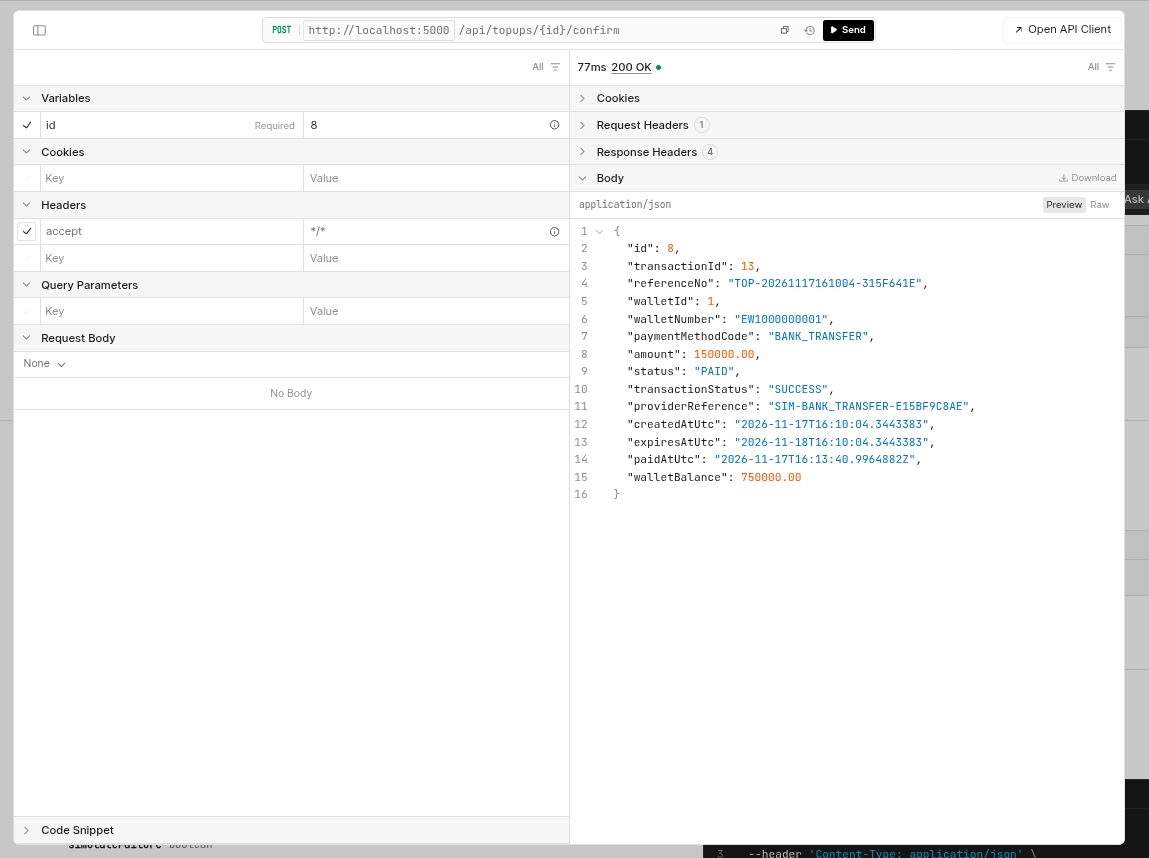 POST http://localhost:5000 /api/topups/{id}/confirm Send Open API Client
All
77ms 200 OK All
Variables
id Required 8
Cookies
Key Value
Headers
accept */*
Key Value
Query Parameters
Key Value
Request Body
None
No Body
Code Snippet
Cookies
Request Headers 1
Response Headers 4
Body Download
application/json Preview Raw
1 {
2 "id": 8,
3 "transactionId": 13,
4 "referenceNo": "TOP-20261117161004-315F641E",
5 "walletId": 1,
6 "walletNumber": "EW1000000001",
7 "paymentMethodCode": "BANK_TRANSFER",
8 "amount": 150000.00,
9 "status": "PAID",
10 "transactionStatus": "SUCCESS",
11 "providerReference": "SIM-BANK_TRANSFER-E15BF9C8AE",
12 "createdAtUtc": "2026-11-17T16:10:04.3443383",
13 "expiresAtUtc": "2026-11-18T16:10:04.3443383",
14 "paidAtUtc": "2026-11-17T16:13:40.9964882Z",
15 "walletBalance": 750000.00
16 }
Ask
3 --header 'Content-Type: application/json' \